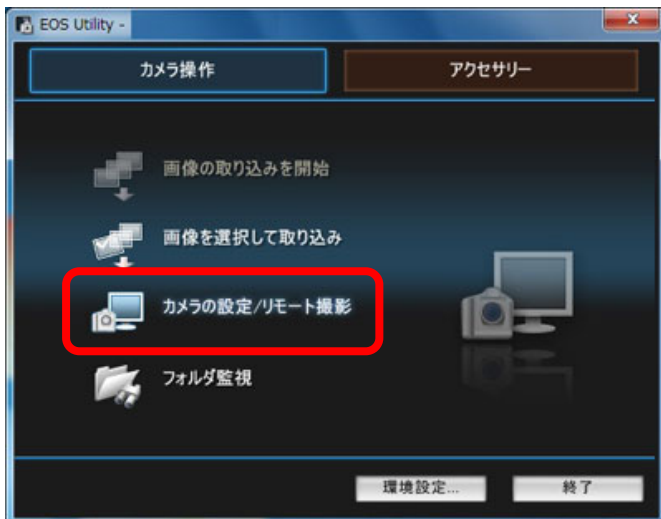 EOS Utility -
カメラ操作
アクセサリー
画像の取り込みを開始
画像を選択して取り込み
カメラの設定/リモート撮影
フォルダ監視
環境設定...
終了